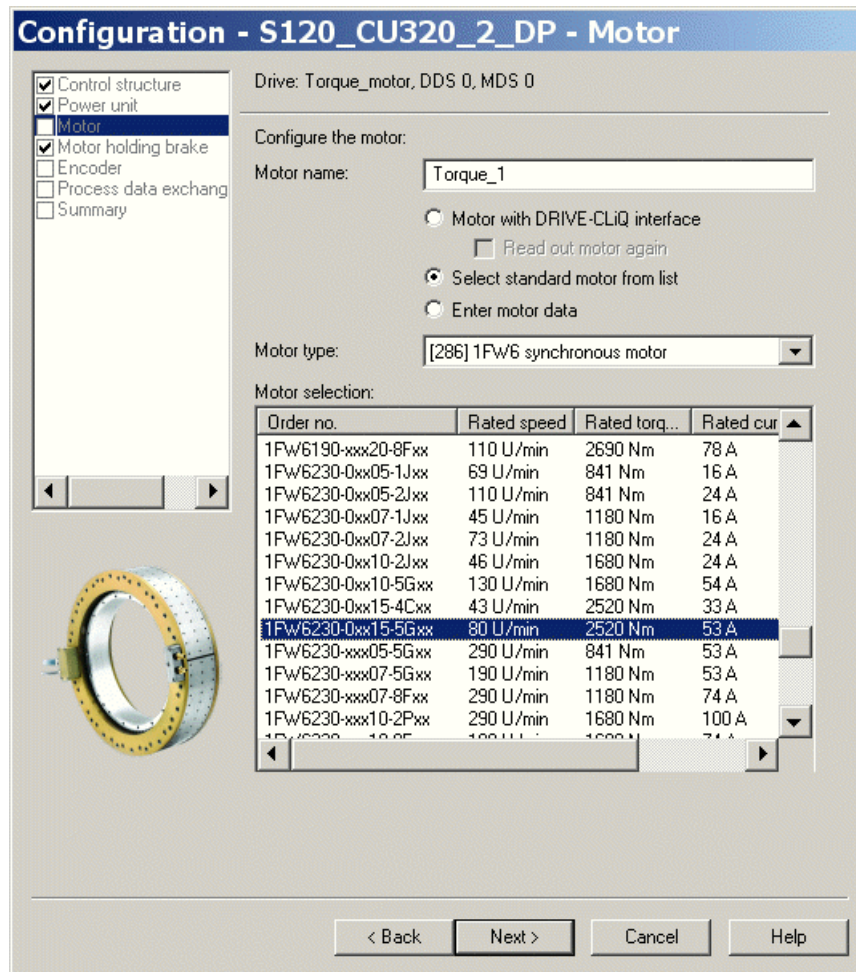 Configuration - S120_CU320_2_DP - Motor
Control structure
Power unit
Motor
Motor holding brake
Encoder
Process data exchang
Summary
Drive: Torque_motor, DDS 0, MDS 0
Configure the motor:
Motor name: Torque_1
Motor with DRIVE-CLiQ interface
Read out motor again
Select standard motor from list
Enter motor data
Motor type: [286] 1FW6 synchronous motor
Motor selection:
Order no. Rated speed Rated torq... Rated cur
1FW6190-xxx20-8Fxx 110 U/min 2690 Nm 78 A
1FW6230-0xx05-1Jxx 69 U/min 841 Nm 16 A
1FW6230-0xx05-2Jxx 110 U/min 841 Nm 24 A
1FW6230-0xx07-1Jxx 45 U/min 1180 Nm 16 A
1FW6230-0xx07-2Jxx 73 U/min 1180 Nm 24 A
1FW6230-0xx10-2Jxx 46 U/min 1680 Nm 24 A
1FW6230-0xx10-5Gxx 130 U/min 1680 Nm 54 A
1FW6230-0xx15-4Cxx 43 U/min 2520 Nm 33 A
1FW6230-0xx15-5Gxx 80 U/min 2520 Nm 53 A
1FW6230-xxx05-5Gxx 290 U/min 841 Nm 53 A
1FW6230-xxx07-5Gxx 190 U/min 1180 Nm 53 A
1FW6230-xxx07-8Fxx 290 U/min 1180 Nm 74 A
1FW6230-xxx10-2Pxx 290 U/min 1680 Nm 100 A
< Back Next > Cancel Help